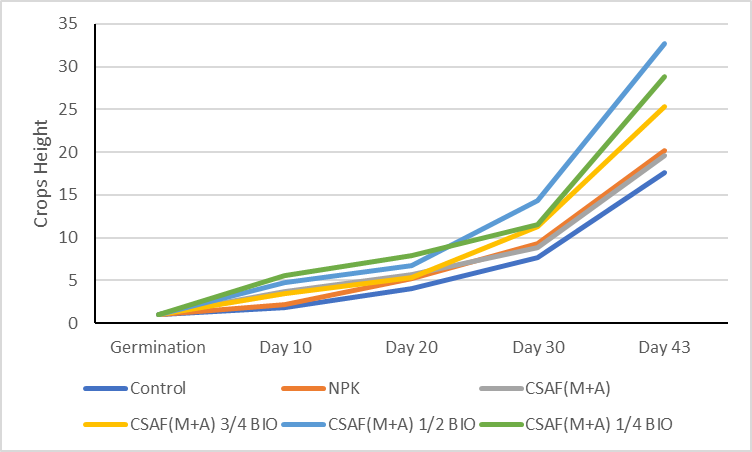 35
30
25
20
15
10
5
0
Crops Height
Germination Day 10 Day 20 Day 30 Day 43
Control NPK CSAF(M+A)
CSAF(M+A) 3/4 BIO CSAF(M+A) 1/2 BIO CSAF(M+A) 1/4 BIO